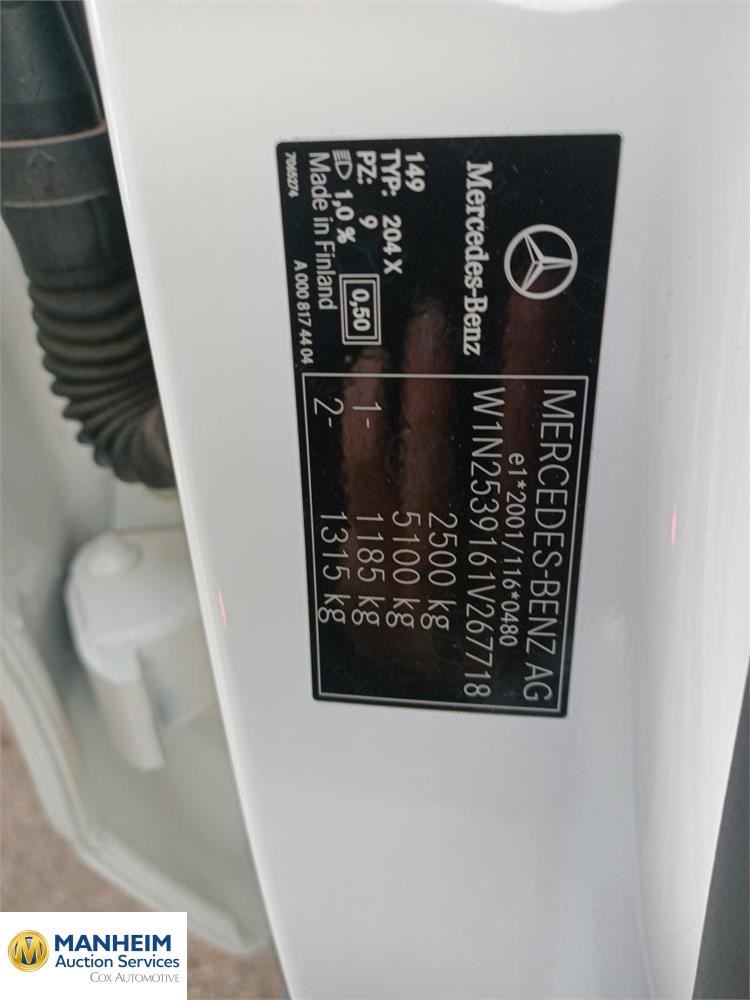 Mercedes-Benz
149
TYP: 204 X
PZ: 9
1,0 %
0,50
Made in Finland
7065274
A 000 817 44 04
MERCEDES-BENZ AG
e1*2001/116*0480
W1N2539161V267718
2500 kg
5100 kg
1- 1185 kg
2- 1315 kg
MANHEIM
Auction Services
COX AUTOMOTIVE